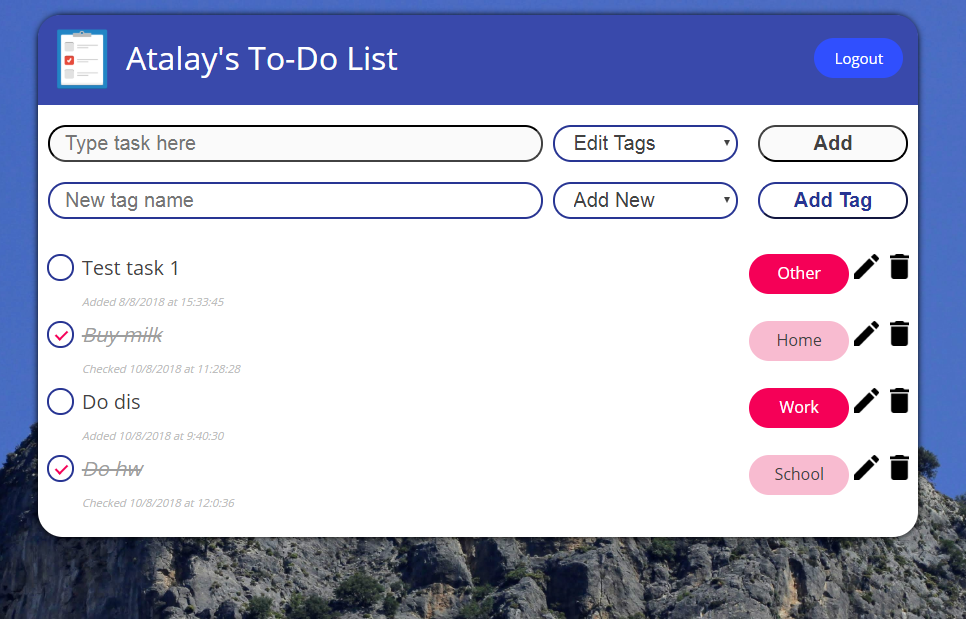 Atalay's To-Do List
Logout
Type task here
Edit Tags
Add
New tag name
Add New
Add Tag
Test task 1
Other
Added 8/8/2018 at 15:33:45
Buy milk
Home
Checked 10/8/2018 at 11:28:28
Do dis
Work
Added 10/8/2018 at 9:40:30
Do hw
School
Checked 10/8/2018 at 12:0:36